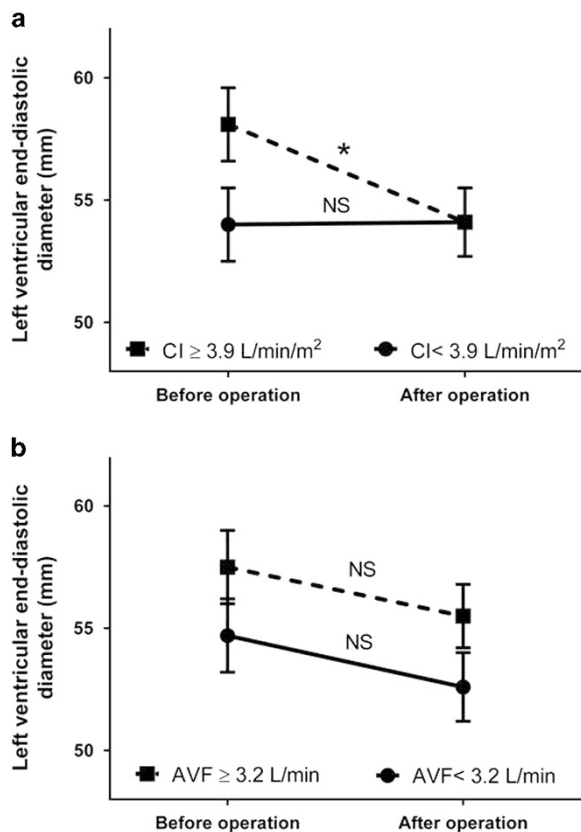 a
Left ventricular end-diastolic
diameter (mm)
60
55
50
*
NS
CI ≥ 3.9 L/min/m²
CI< 3.9 L/min/m²
Before operation
After operation
b
Left ventricular end-diastolic
diameter (mm)
60
55
50
NS
NS
AVF ≥ 3.2 L/min
AVF< 3.2 L/min
Before operation
After operation